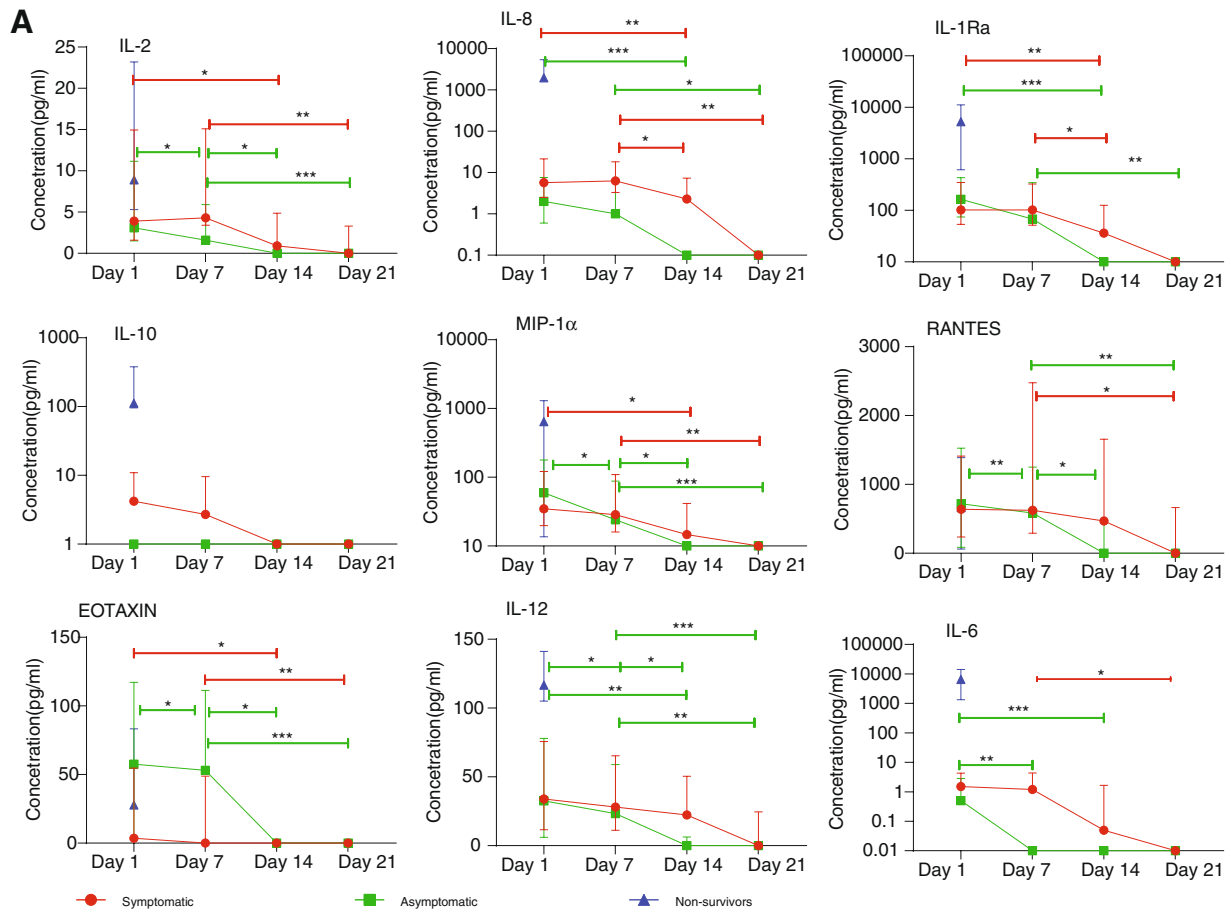 A
IL-2
Concetration(pg/ml)
25
20
15
10
5
0
* ** * * ***
Day 1 Day 7 Day 14 Day 21
IL-8
Concetration(pg/ml)
10000
1000
100
10
1
0.1
** *** * ** *
Day 1 Day 7 Day 14 Day 21
IL-1Ra
Concetration(pg/ml)
100000
10000
1000
100
10
** *** * **
Day 1 Day 7 Day 14 Day 21
IL-10
Concetration(pg/ml)
1000
100
10
1
Day 1 Day 7 Day 14 Day 21
MIP-1α
Concetration(pg/ml)
10000
1000
100
10
* ** * * ***
Day 1 Day 7 Day 14 Day 21
RANTES
Concetration(pg/ml)
3000
2000
1000
0
** * ** *
Day 1 Day 7 Day 14 Day 21
EOTAXIN
Concetration(pg/ml)
150
100
50
0
* ** * * ***
Day 1 Day 7 Day 14 Day 21
IL-12
Concetration(pg/ml)
150
100
50
0
*** * * ** **
Day 1 Day 7 Day 14 Day 21
IL-6
Concetration(pg/ml)
100000
10000
1000
100
10
1
0.1
0.01
* *** **
Day 1 Day 7 Day 14 Day 21
Symptomatic Asymptomatic Non-survivors